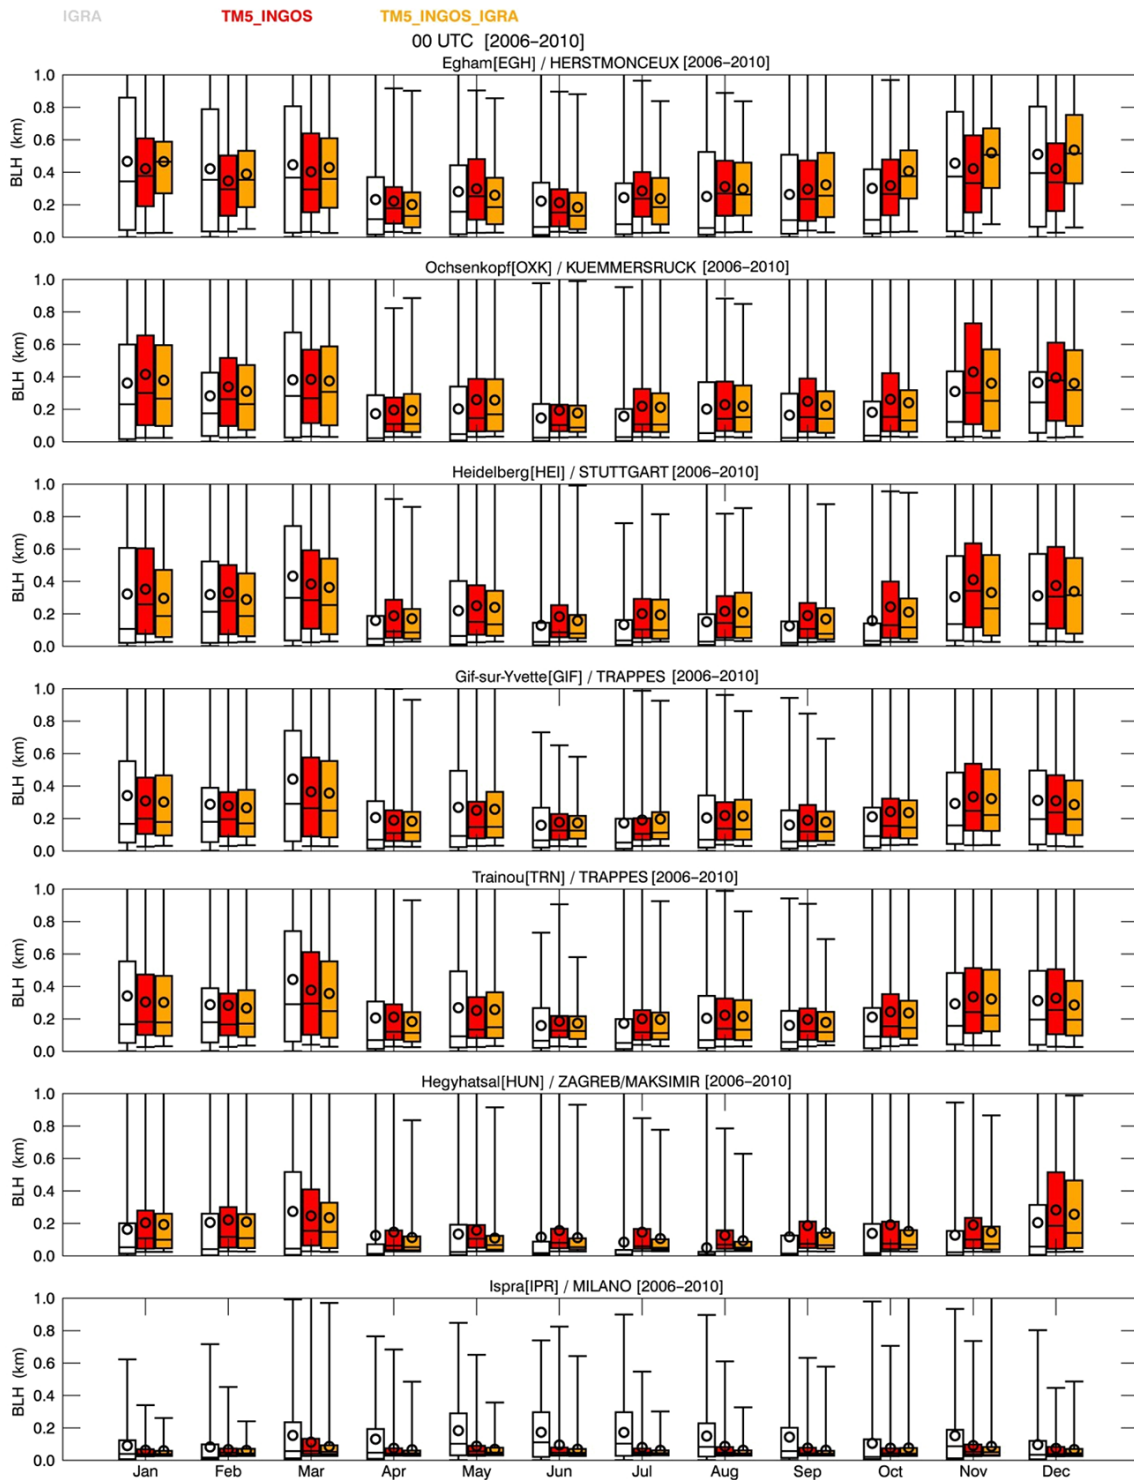 IGRA TM5_INGOS TM5_INGOS_IGRA
00 UTC [2006–2010]
Egham[EGH] / HERSTMONCEUX [2006–2010]
1.0
0.8
0.6
0.4
0.2
0.0
BLH (km)
Ochsenkopf[OXK] / KUEMMERSRUCK [2006–2010]
1.0
0.8
0.6
0.4
0.2
0.0
BLH (km)
Heidelberg[HEI] / STUTTGART [2006–2010]
1.0
0.8
0.6
0.4
0.2
0.0
BLH (km)
Gif-sur-Yvette[GIF] / TRAPPES [2006–2010]
1.0
0.8
0.6
0.4
0.2
0.0
BLH (km)
Trainou[TRN] / TRAPPES [2006–2010]
1.0
0.8
0.6
0.4
0.2
0.0
BLH (km)
Hegyhatsal[HUN] / ZAGREB/MAKSIMIR [2006–2010]
1.0
0.8
0.6
0.4
0.2
0.0
BLH (km)
Ispra[IPR] / MILANO [2006–2010]
1.0
0.8
0.6
0.4
0.2
0.0
BLH (km)
Jan Feb Mar Apr May Jun Jul Aug Sep Oct Nov Dec